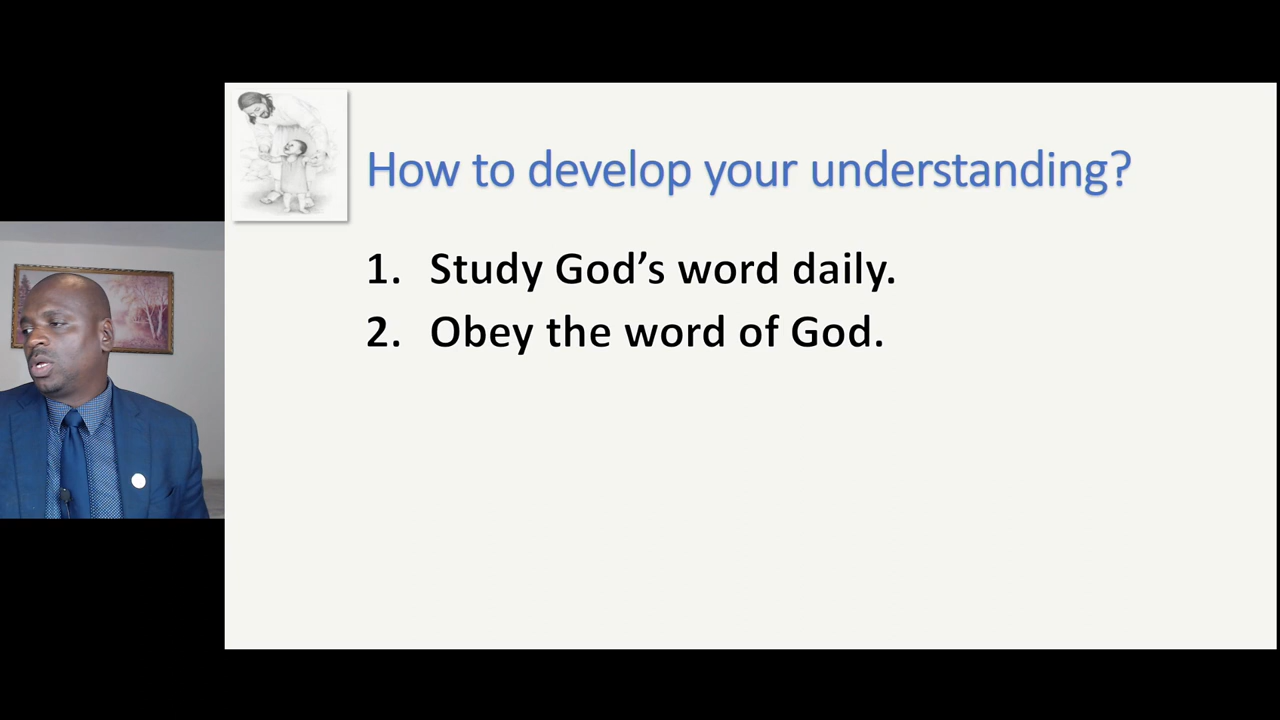 How to develop your understanding?
1. Study God’s word daily.
2. Obey the word of God.